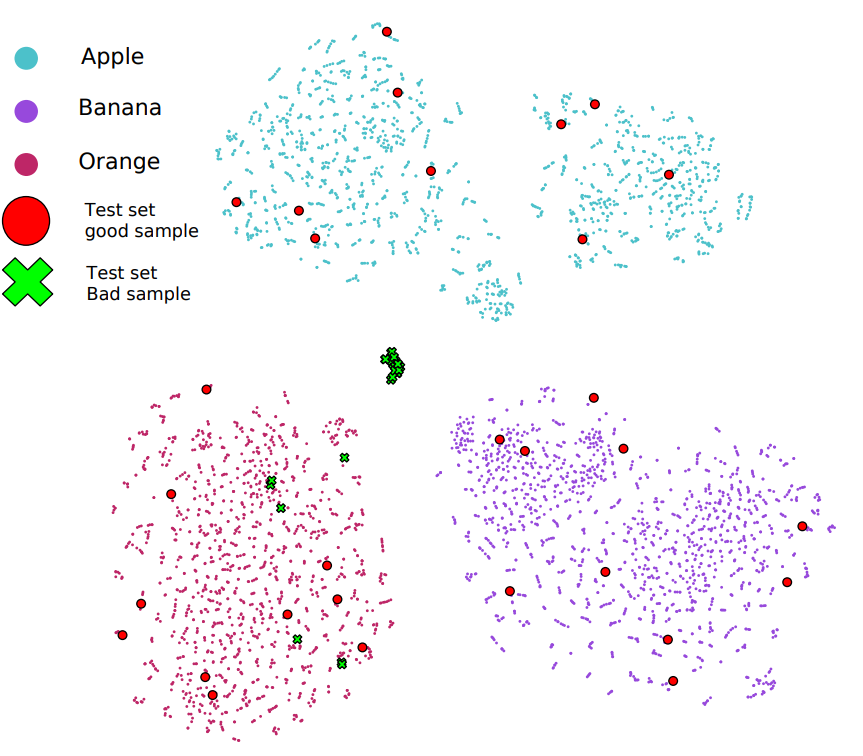 Apple
Banana
Orange
Test set
good sample
Test set
Bad sample